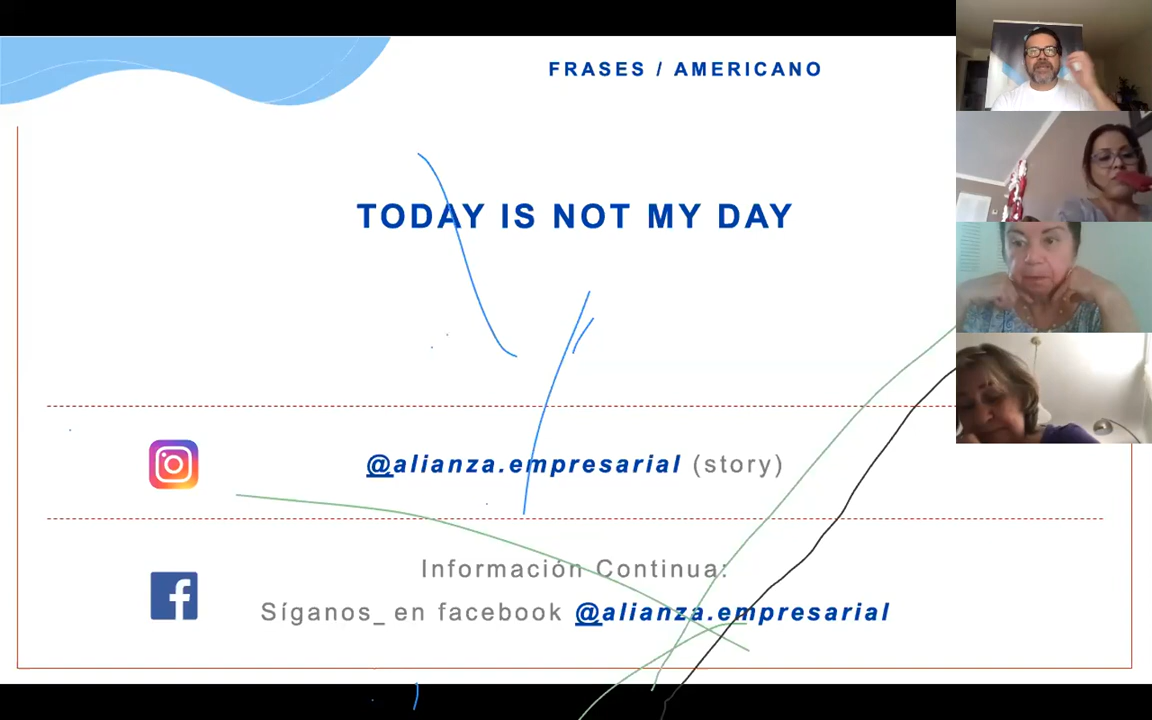 FRASES / AMERICANO
TODAY IS NOT MY DAY
@alianza.empresarial (story)
Información Continua:
Síganos_ en facebook @alianza.empresarial